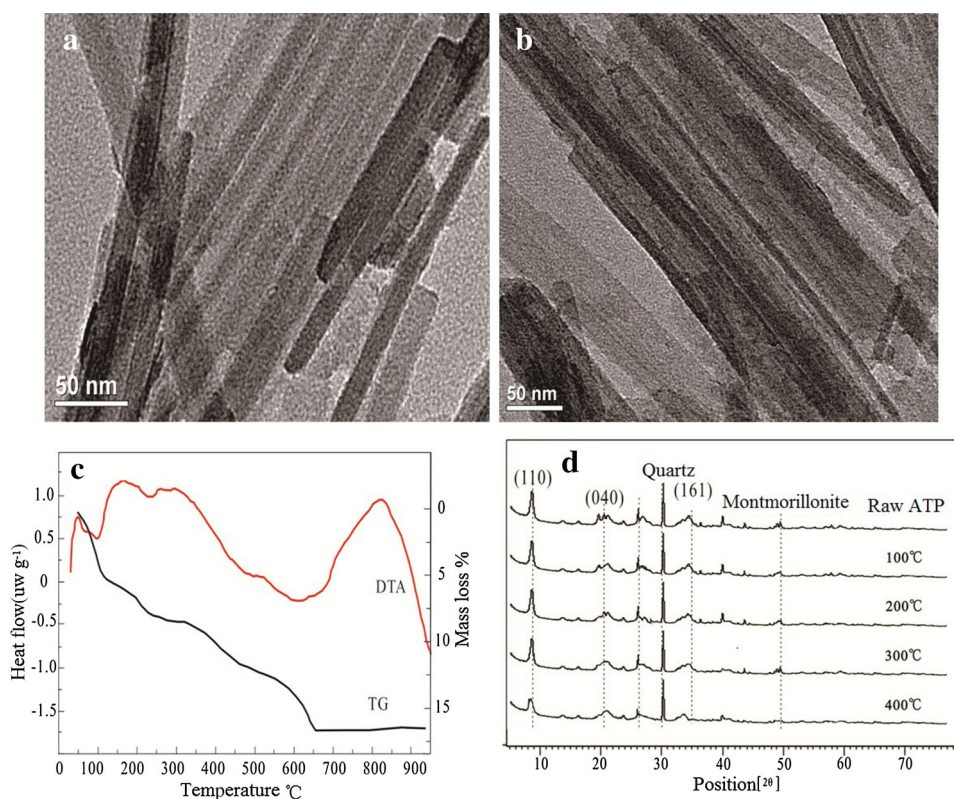 a
50 nm
b
50 nm
c
Heat flow(uw g⁻¹)
1.0
0.5
0
-0.5
-1.0
-1.5
0
5
10
15
Mass loss %
DTA
TG
0 100 200 300 400 500 600 700 800 900
Temperature ℃
d
Quartz
(110)
(040)
(161)
Montmorillonite
Raw ATP
100℃
200℃
300℃
400℃
10 20 30 40 50 60 70
Position[2θ]